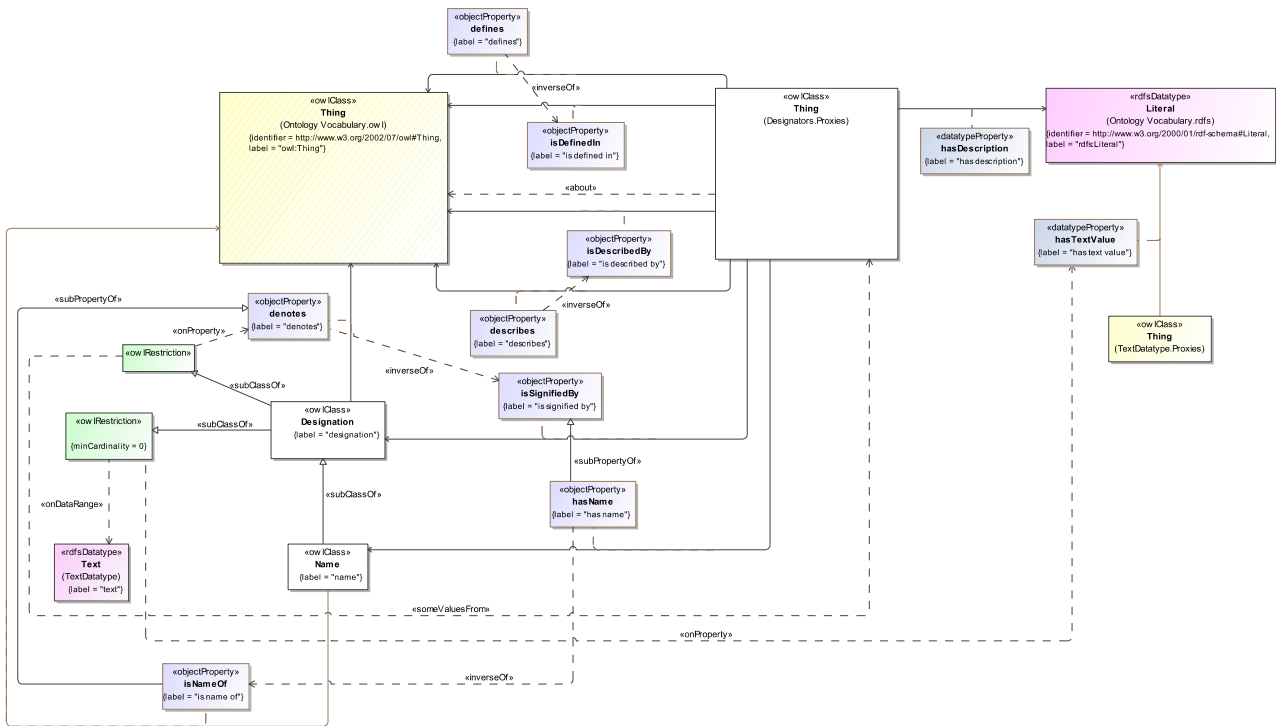 «objectProperty»
defines
{label = "defines"}
«inverseOf»
«owlClass»
Thing
(Ontology Vocabulary.owl)
{identifier = http://www.w3.org/2002/07/owl#Thing,
label = "owl:Thing"}
«objectProperty»
isDefinedIn
{label = "is defined in"}
«owlClass»
Thing
(Designators.Proxies)
«datatypeProperty»
hasDescription
{label = "has description"}
«rdfsDatatype»
Literal
(Ontology Vocabulary.rdfs)
{identifier = http://www.w3.org/2000/01/rdf-schema#Literal,
label = "rdfs:Literal"}
«about»
«objectProperty»
isDescribedBy
{label = "is described by"}
«datatypeProperty»
hasTextValue
{label = "has text value"}
«inverseOf»
«objectProperty»
describes
{label = "describes"}
«subPropertyOf»
«objectProperty»
denotes
{label = "denotes"}
«onProperty»
«owlRestriction»
«owlClass»
Thing
(TextDatatype.Proxies)
«inverseOf»
«subClassOf»
«objectProperty»
isSignifiedBy
{label = "is signified by"}
«owlClass»
Designation
{label = "designation"}
«owlRestriction»
{minCardinality = 0}
«subClassOf»
«subPropertyOf»
«subClassOf»
«objectProperty»
hasName
{label = "has name"}
«onDataRange»
«rdfsDatatype»
Text
(TextDatatype)
{label = "text"}
«owlClass»
Name
{label = "name"}
«someValuesFrom»
«onProperty»
«objectProperty»
isNameOf
{label = "is name of"}
«inverseOf»